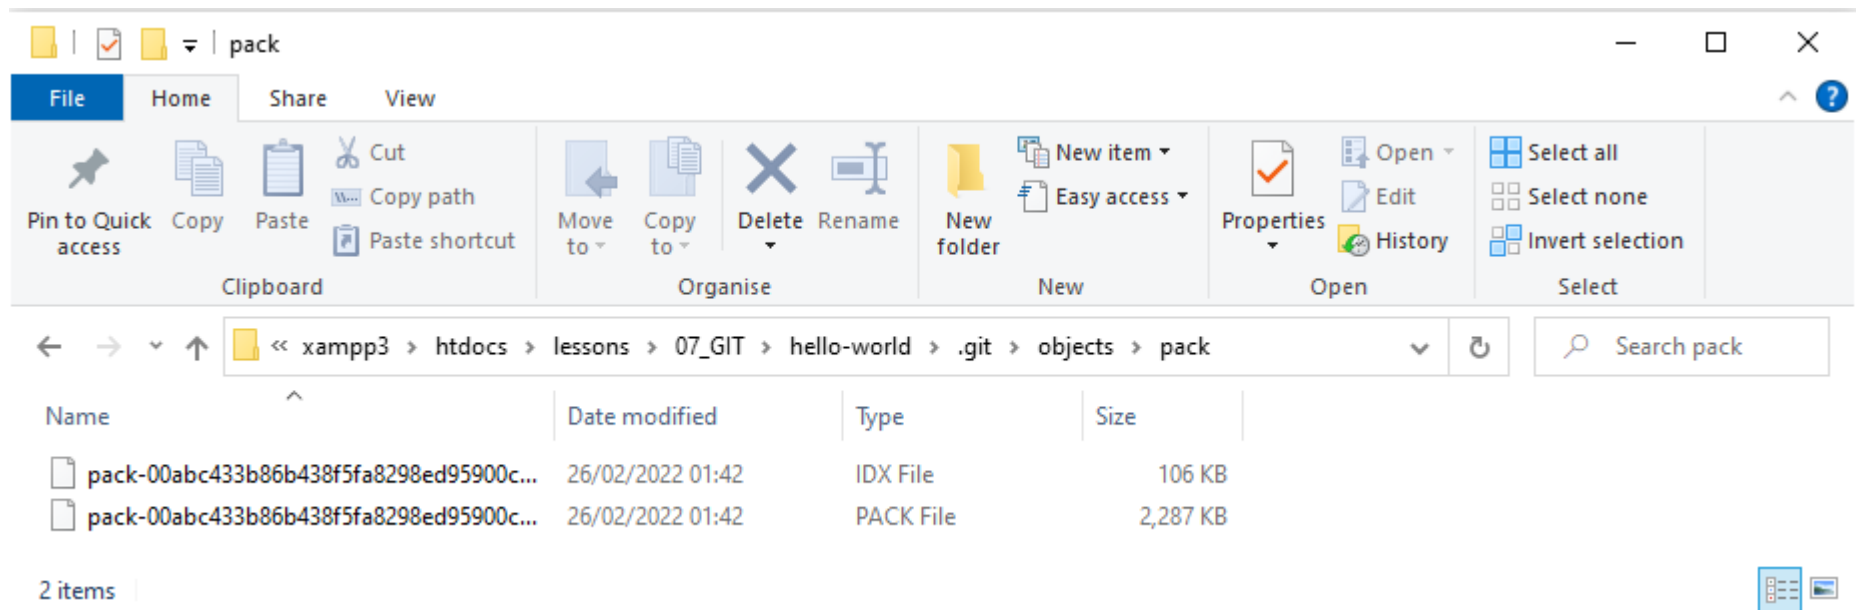 pack
File Home Share View
Pin to Quick access
Copy
Paste
Cut
Copy path
Paste shortcut
Clipboard
Move to
Copy to
Delete
Rename
Organise
New folder
New item
Easy access
New
Properties
Open
Edit
History
Open
Select all
Select none
Invert selection
Select
« xampp3 > htdocs > lessons > 07_GIT > hello-world > .git > objects > pack
Search pack
Name Date modified Type Size
pack-00abc433b86b438f5fa8298ed95900c... 26/02/2022 01:42 IDX File 106 KB
pack-00abc433b86b438f5fa8298ed95900c... 26/02/2022 01:42 PACK File 2,287 KB
2 items